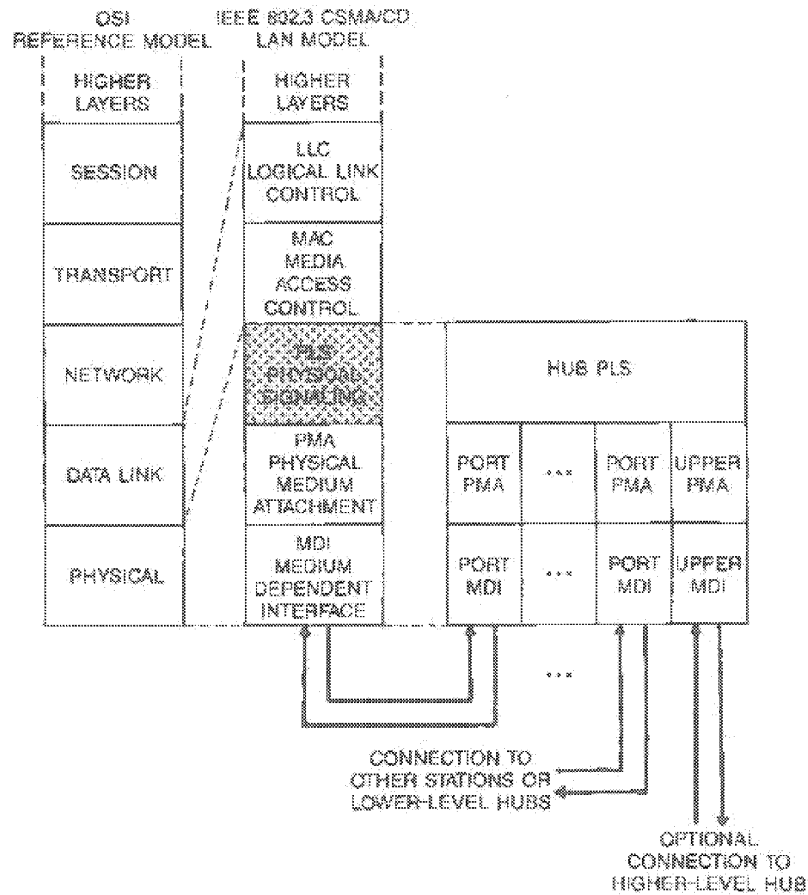 OSI
REFERENCE MODEL
IEEE 802.3 CSMA/CD
LAN MODEL
HIGHER
LAYERS
SESSION
TRANSPORT
NETWORK
DATA LINK
PHYSICAL
HIGHER
LAYERS
LLC
LOGICAL LINK
CONTROL
MAC
MEDIA
ACCESS
CONTROL
PLS
PHYSICAL
SIGNALING
PMA
PHYSICAL
MEDIUM
ATTACHMENT
MDI
MEDIUM
DEPENDENT
INTERFACE
HUB PLS
PORT
PMA
...
PORT
PMA
UPPER
PMA
PORT
MDI
...
PORT
MDI
UPPER
MDI
...
CONNECTION TO
OTHER STATIONS OR
LOWER-LEVEL HUBS
OPTIONAL
CONNECTION TO
HIGHER-LEVEL HUB